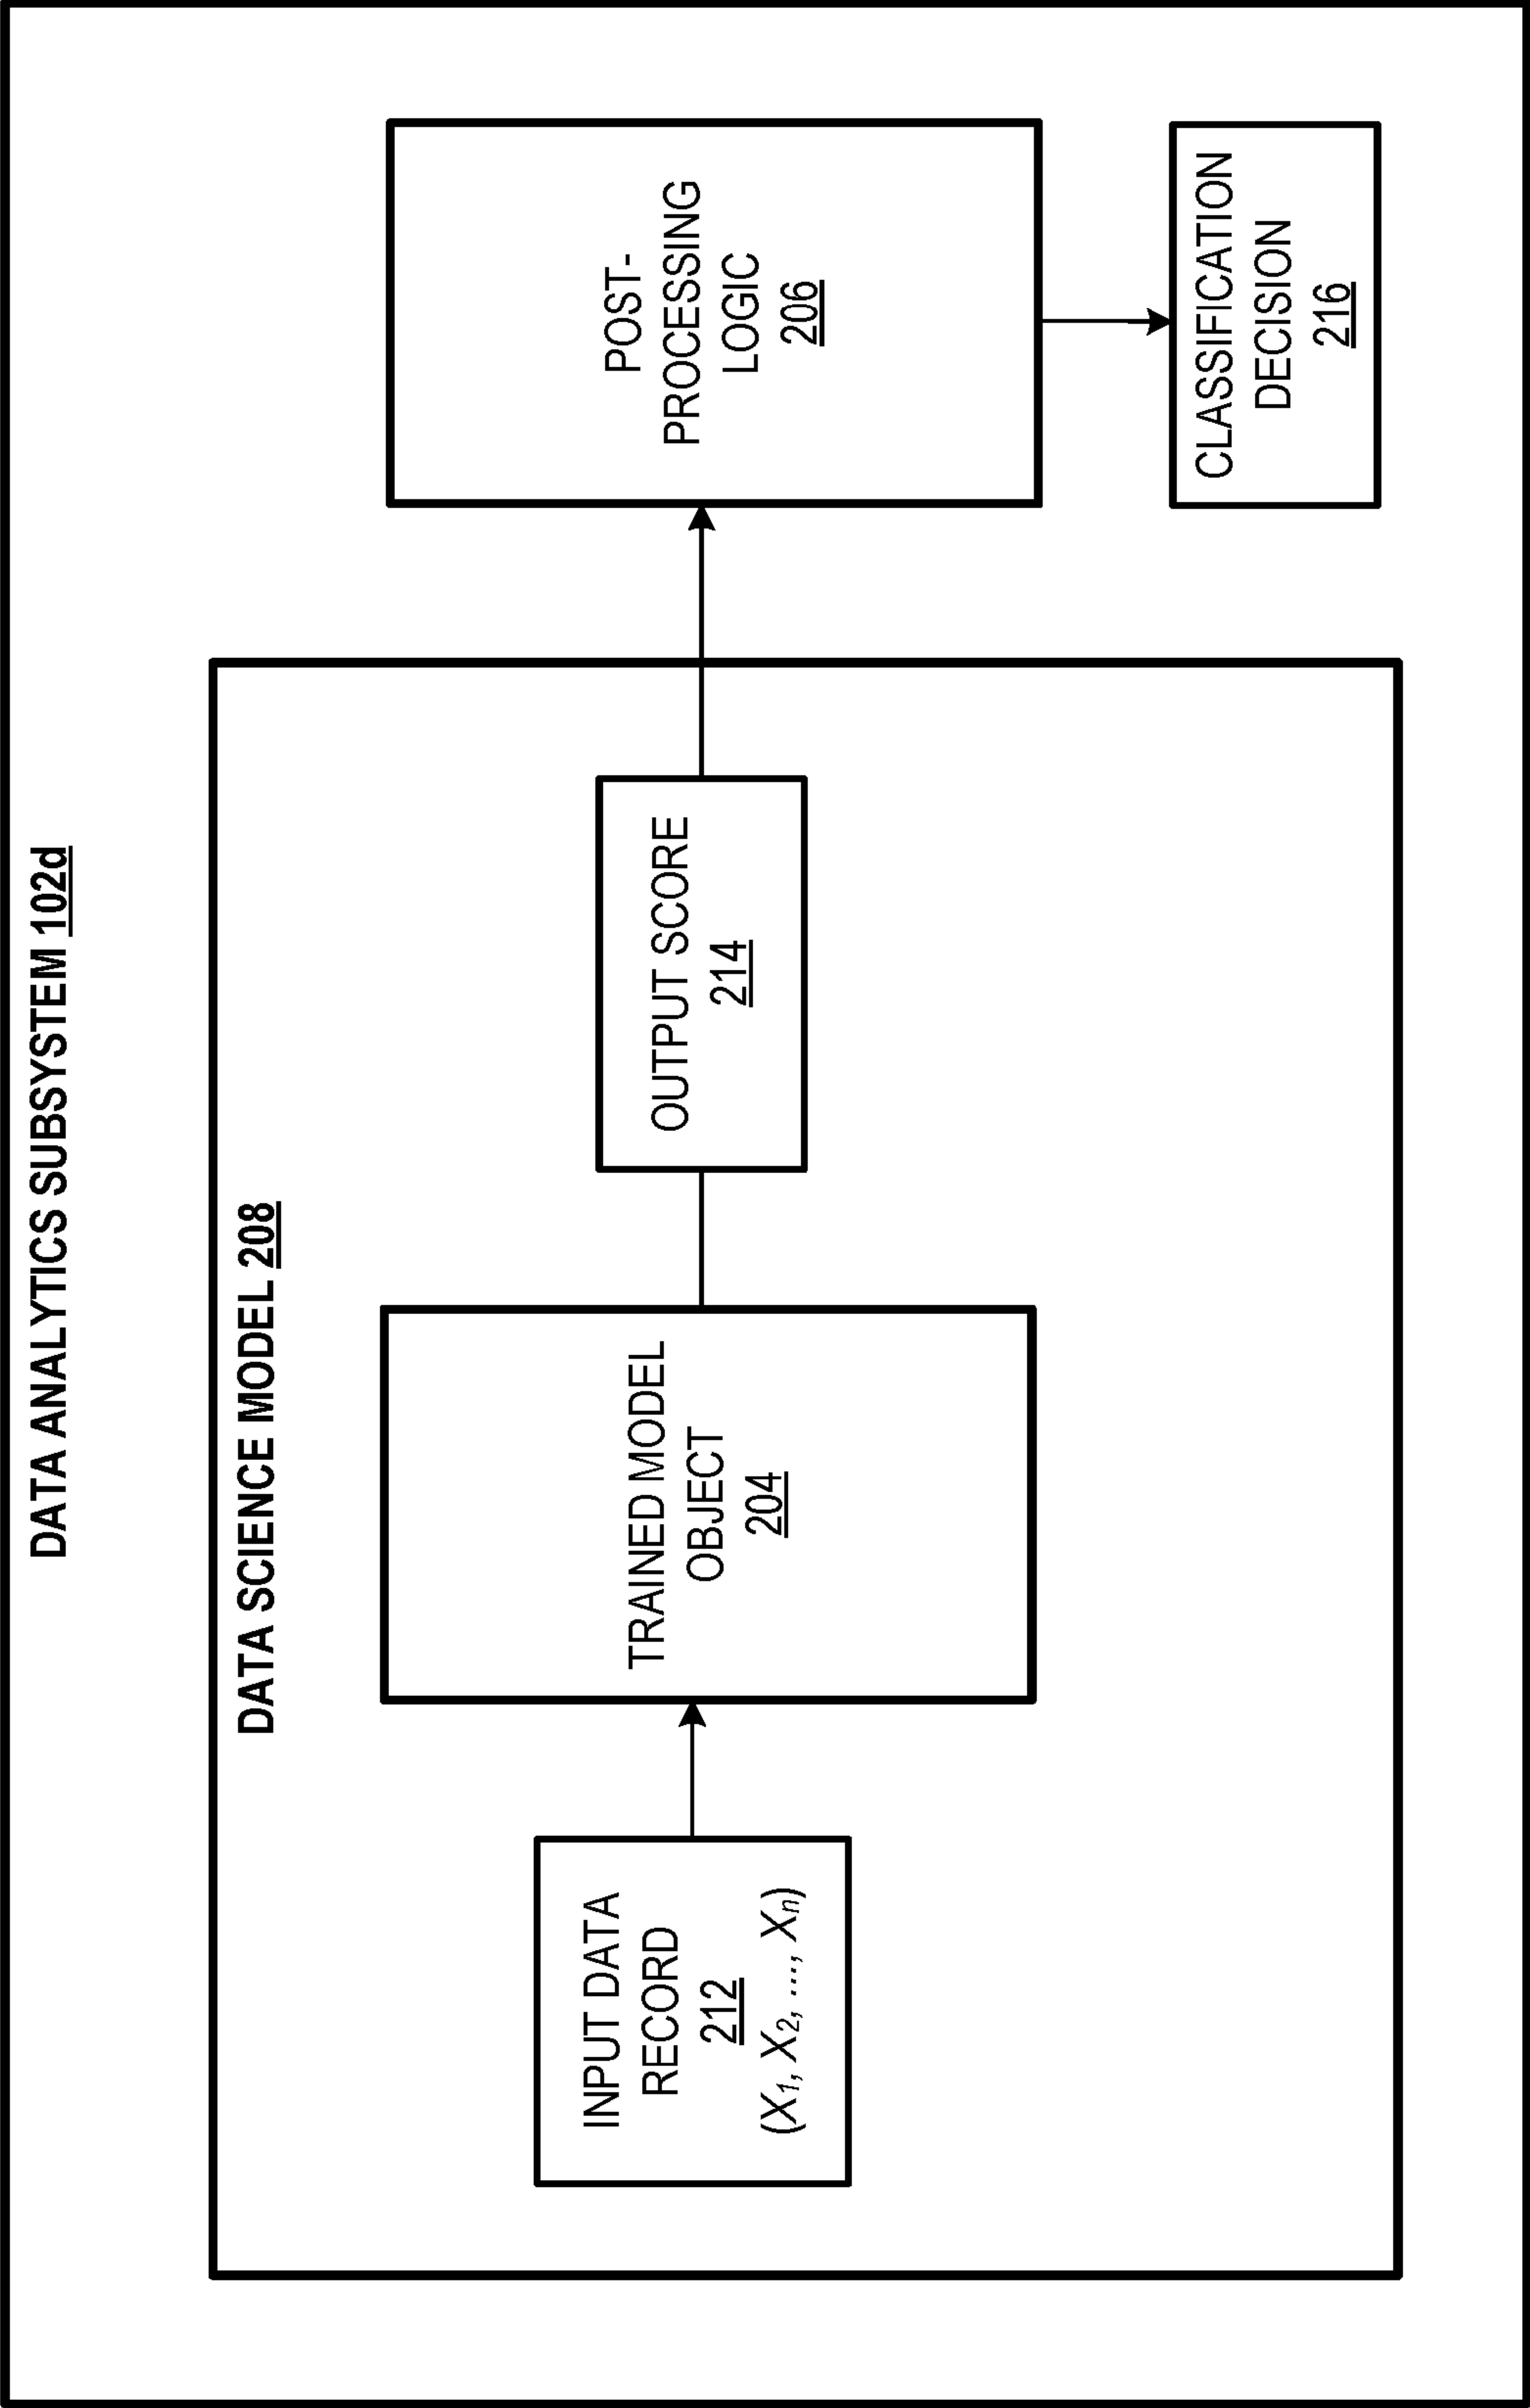 DATA ANALYTICS SUBSYSTEM 102d
DATA SCIENCE MODEL 208
INPUT DATA
RECORD
212
(X1, X2, ..., Xn)
TRAINED MODEL
OBJECT
204
OUTPUT SCORE
214
POST-
PROCESSING
LOGIC
206
CLASSIFICATION
DECISION
216